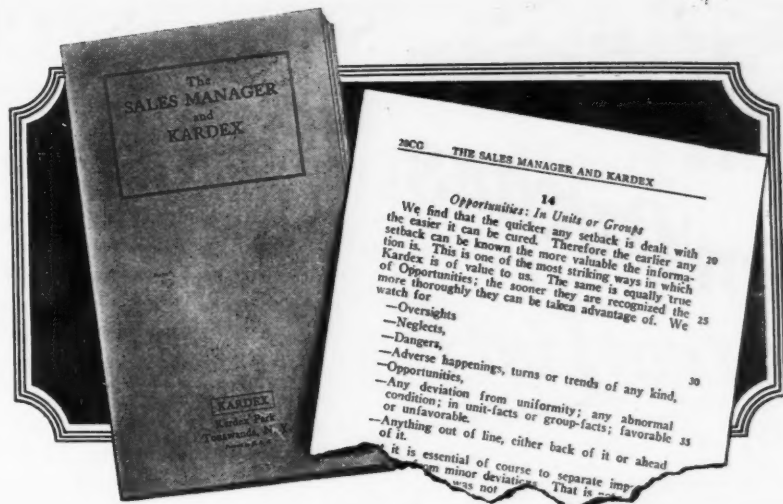 The
SALES MANAGER
and
KARDEX
KARDEX
Kardex Park
Tonawanda, N. Y.
20CG THE SALES MANAGER AND KARDEX
14
Opportunities: In Units or Groups
We find that the quicker any setback is dealt with 20
the easier it can be cured. Therefore the earlier any
setback can be known the more valuable the informa-
tion is. This is one of the most striking ways in which
Kardex is of value to us. The same is equally true
of Opportunities; the sooner they are recognized the 25
more thoroughly they can be taken advantage of. We
watch for
—Oversights
—Neglects,
—Dangers,
—Adverse happenings, turns or trends of any kind, 30
—Opportunities,
—Any deviation from uniformity; any abnormal
condition; in unit-facts or group-facts; favorable 35
or unfavorable.
—Anything out of line, either back of it or ahead
of it.
it is essential of course to separate
from minor deviations. That is
was not